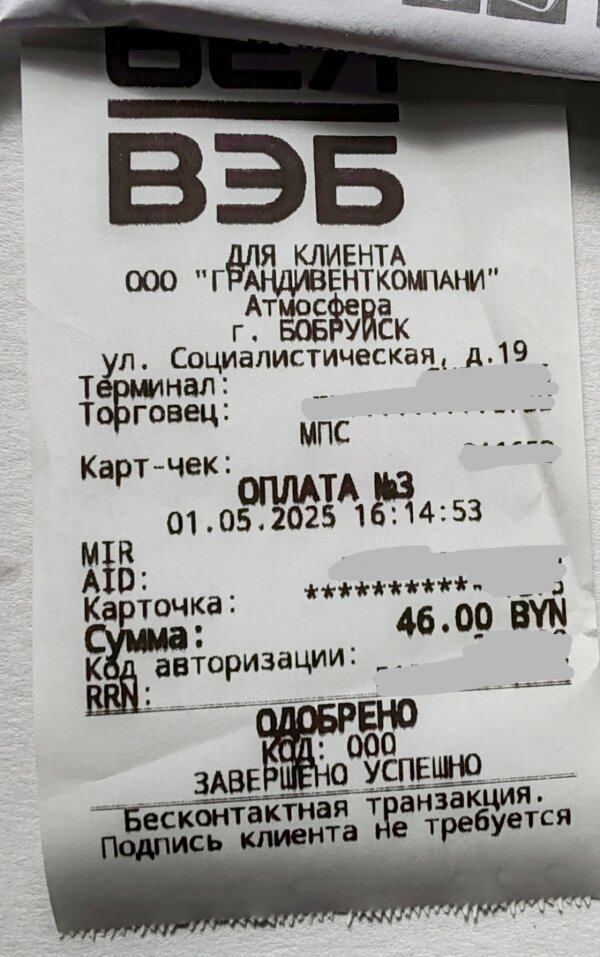 БЕЛ
ВЭБ
ДЛЯ КЛИЕНТА
ООО "ГРАНДИВЕНТКОМПАНИ"
Атмосфера
г. БОБРУЙСК
ул. Социалистическая, д.19
Терминал:
Торговец:
МПС
Карт-чек:
ОПЛАТА №3
01.05.2025 16:14:53
MIR
AID:
Карточка: **********
Сумма: 46.00 BYN
Код авторизации:
RRN:
ОДОБРЕНО
КОД: 000
ЗАВЕРШЕНО УСПЕШНО
Бесконтактная транзакция.
Подпись клиента не требуется